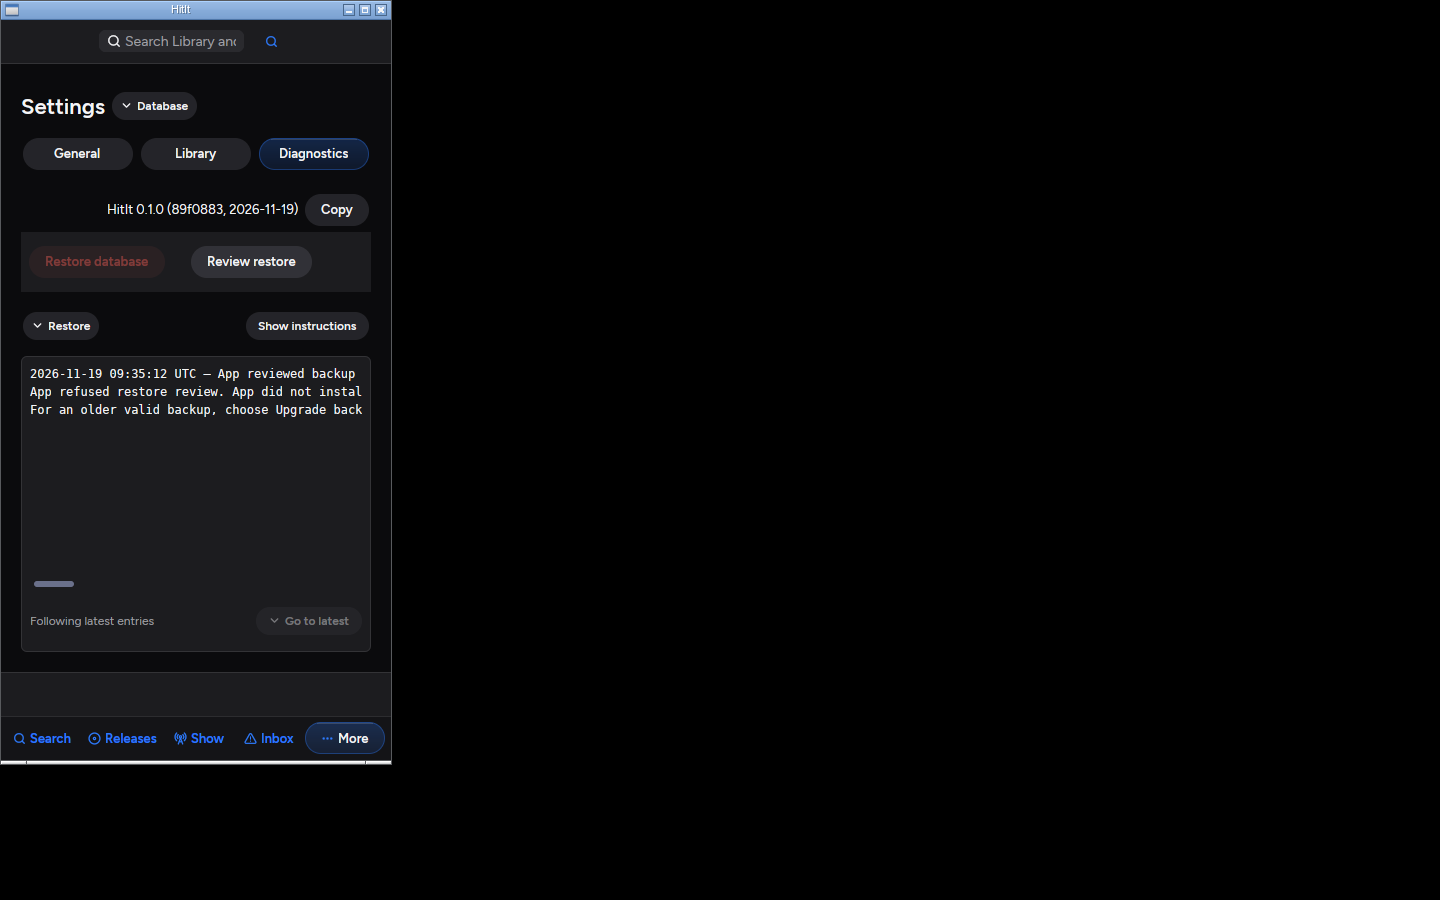 HitIt
Search Library and
Settings
Database
General
Library
Diagnostics
HitIt 0.1.0 (89f0883, 2026-11-19)
Copy
Restore database
Review restore
Restore
Show instructions
2026-11-19 09:35:12 UTC — App reviewed backup
App refused restore review. App did not instal
For an older valid backup, choose Upgrade back
Following latest entries
Go to latest
Search
Releases
Show
Inbox
More